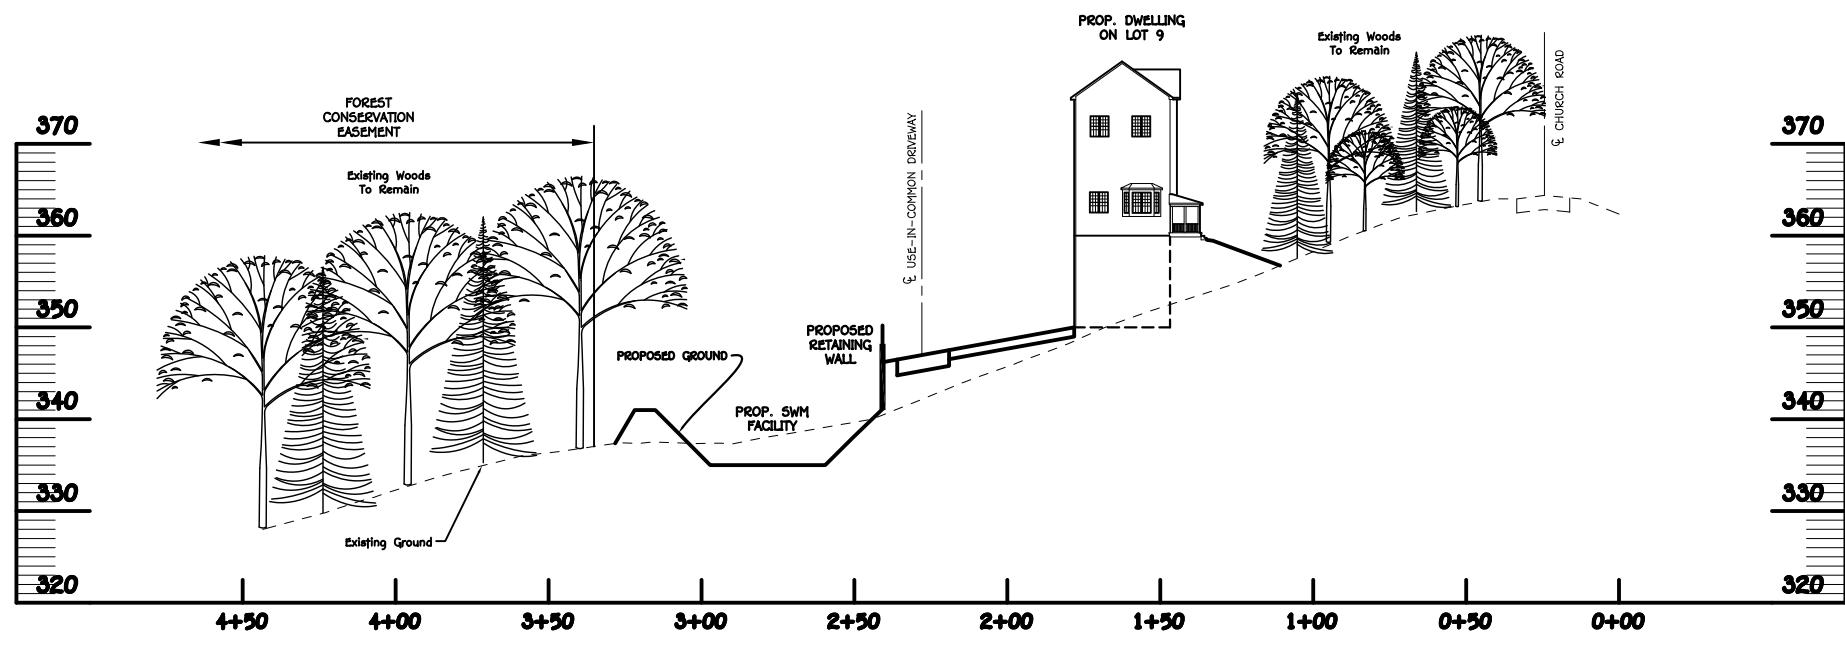 PROP. DWELLING
ON LOT 9
Existing Woods
To Remain
℄ CHURCH ROAD
FOREST
CONSERVATION
EASEMENT
Existing Woods
To Remain
℄ USE-IN-COMMON DRIVEWAY
PROPOSED
RETAINING
WALL
PROPOSED GROUND
PROP. SWM
FACILITY
Existing Ground
370
360
350
340
330
320
370
360
350
340
330
320
4+50 4+00 3+50 3+00 2+50 2+00 1+50 1+00 0+50 0+00